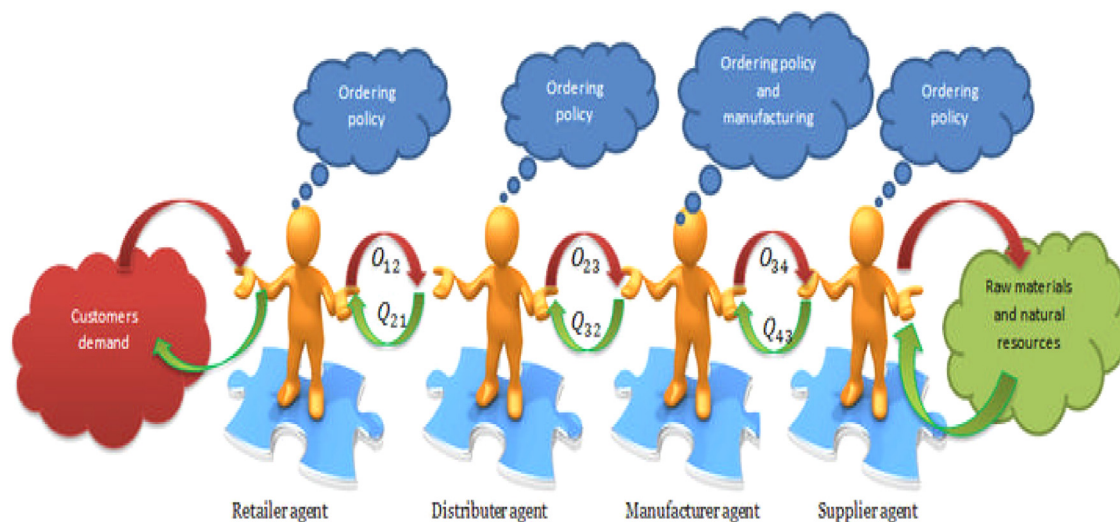 Ordering
policy
Ordering
policy
Ordering policy
and
manufacturing
Ordering
policy
Customers
demand
O12
Q21
O23
Q32
O34
Q43
Raw materials
and natural
resources
Retailer agent
Distributer agent
Manufacturer agent
Supplier agent